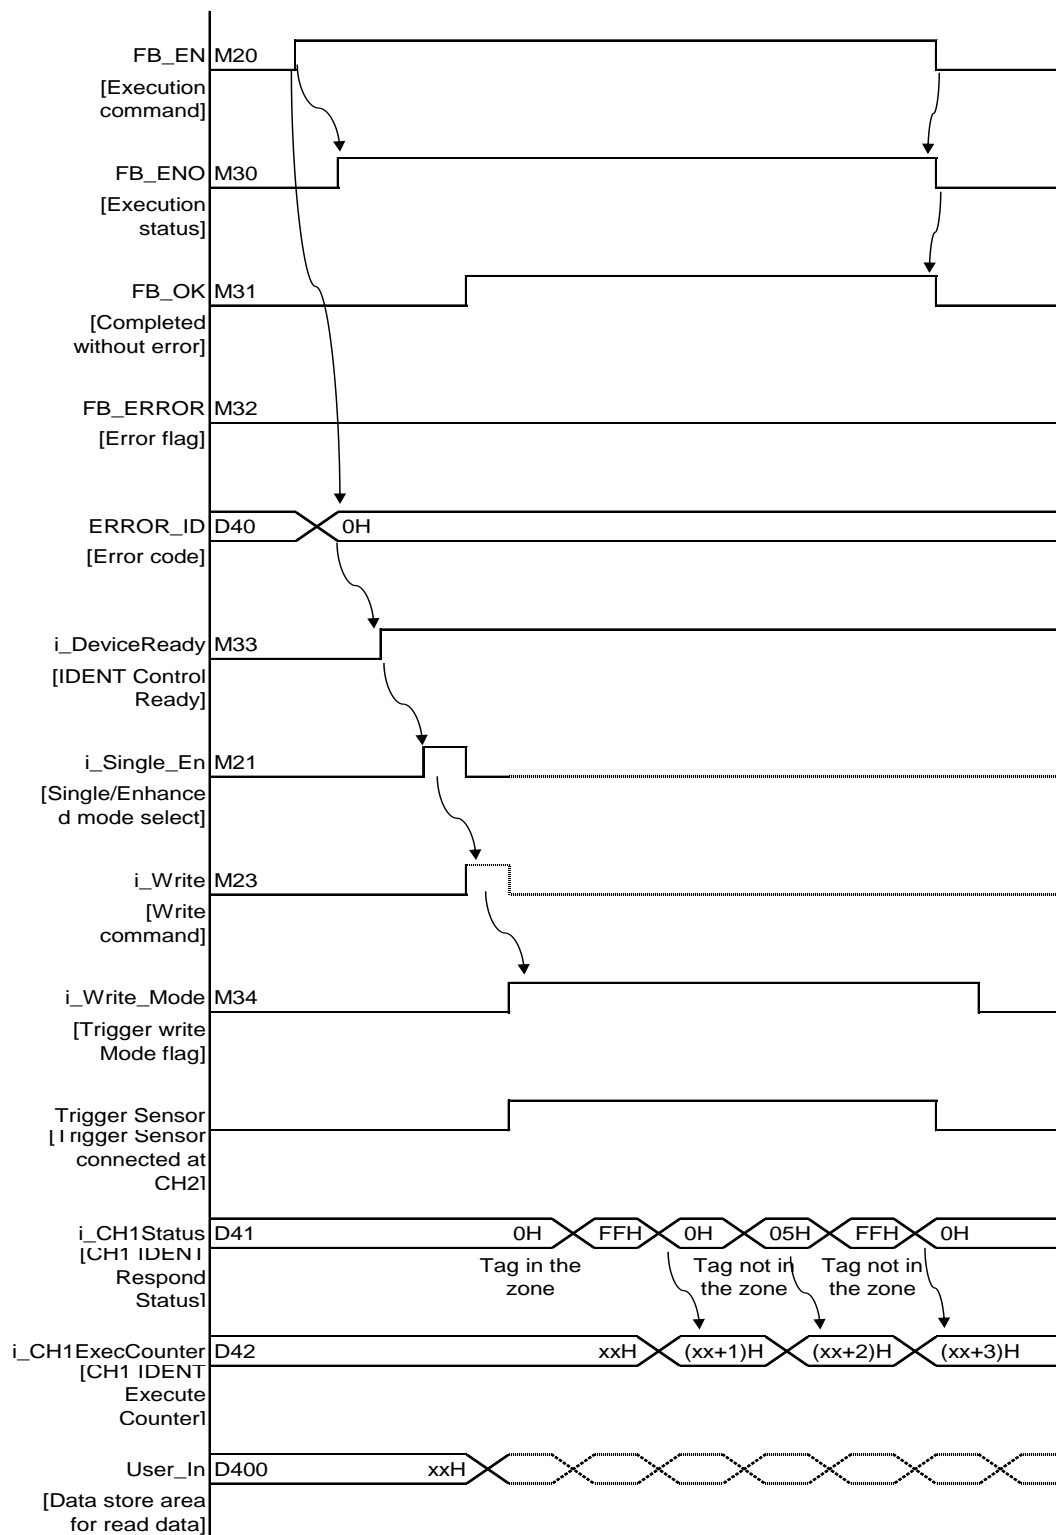 FB_EN M20
[Execution
command]
FB_ENO M30
[Execution
status]
FB_OK M31
[Completed
without error]
FB_ERROR M32
[Error flag]
ERROR_ID D40 0H
[Error code]
i_DeviceReady M33
[IDENT Control
Ready]
i_Single_En M21
[Single/Enhance
d mode select]
i_Write M23
[Write
command]
i_Write_Mode M34
[Trigger write
Mode flag]
Trigger Sensor
[Trigger Sensor
connected at
CH2]
i_CH1Status D41 0H FFH 0H 05H FFH 0H
[CH1 IDENT
Respond
Status]
Tag in the
zone
Tag not in
the zone
Tag not in
the zone
i_CH1ExecCounter D42 xxH (xx+1)H (xx+2)H (xx+3)H
[CH1 IDENT
Execute
Counter]
User_In D400 xxH
[Data store area
for read data]